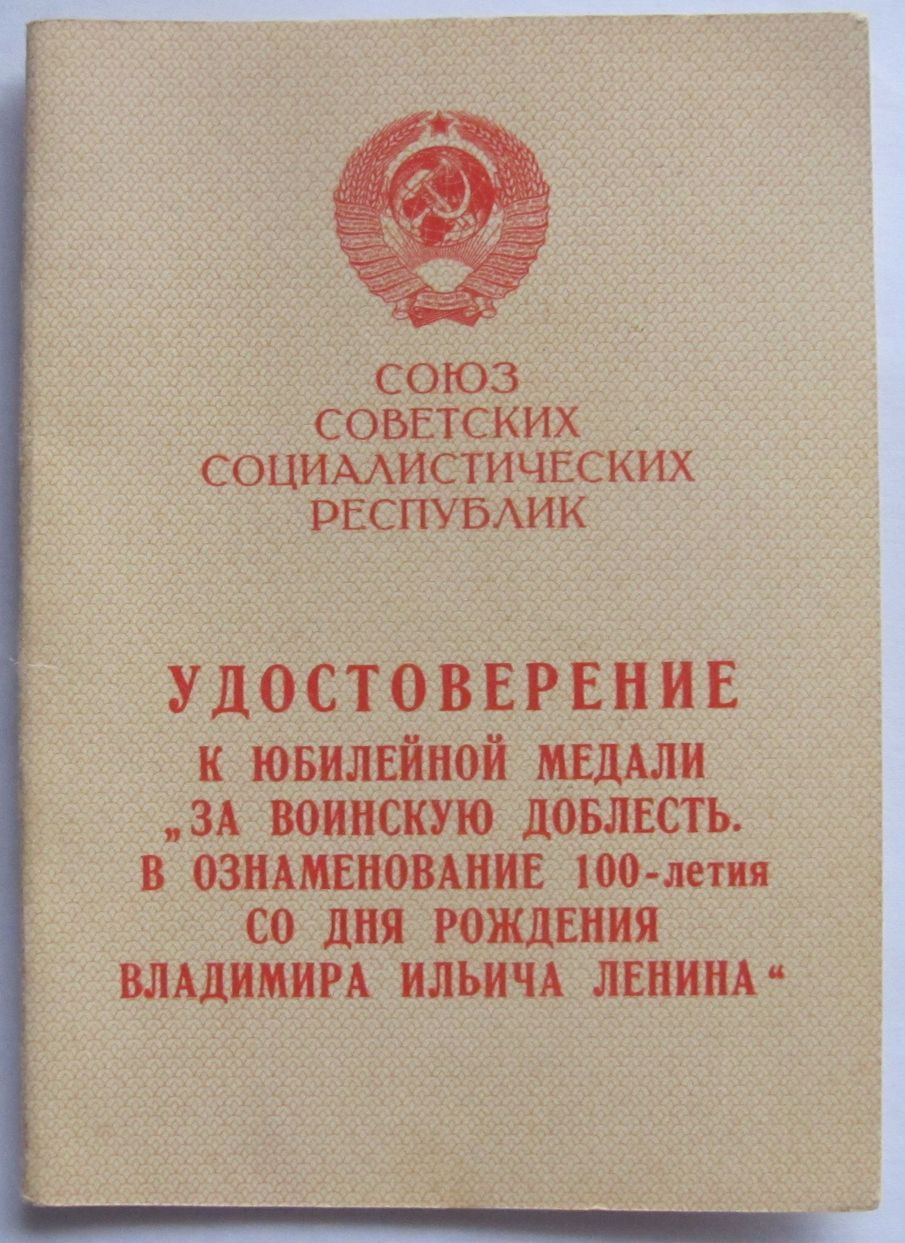 СОЮЗ
СОВЕТСКИХ
СОЦИАЛИСТИЧЕСКИХ
РЕСПУБЛИК
УДОСТОВЕРЕНИЕ
К ЮБИЛЕЙНОЙ МЕДАЛИ
„ЗА ВОИНСКУЮ ДОБЛЕСТЬ.
В ОЗНАМЕНОВАНИЕ 100-летия
СО ДНЯ РОЖДЕНИЯ
ВЛАДИМИРА ИЛЬИЧА ЛЕНИНА“